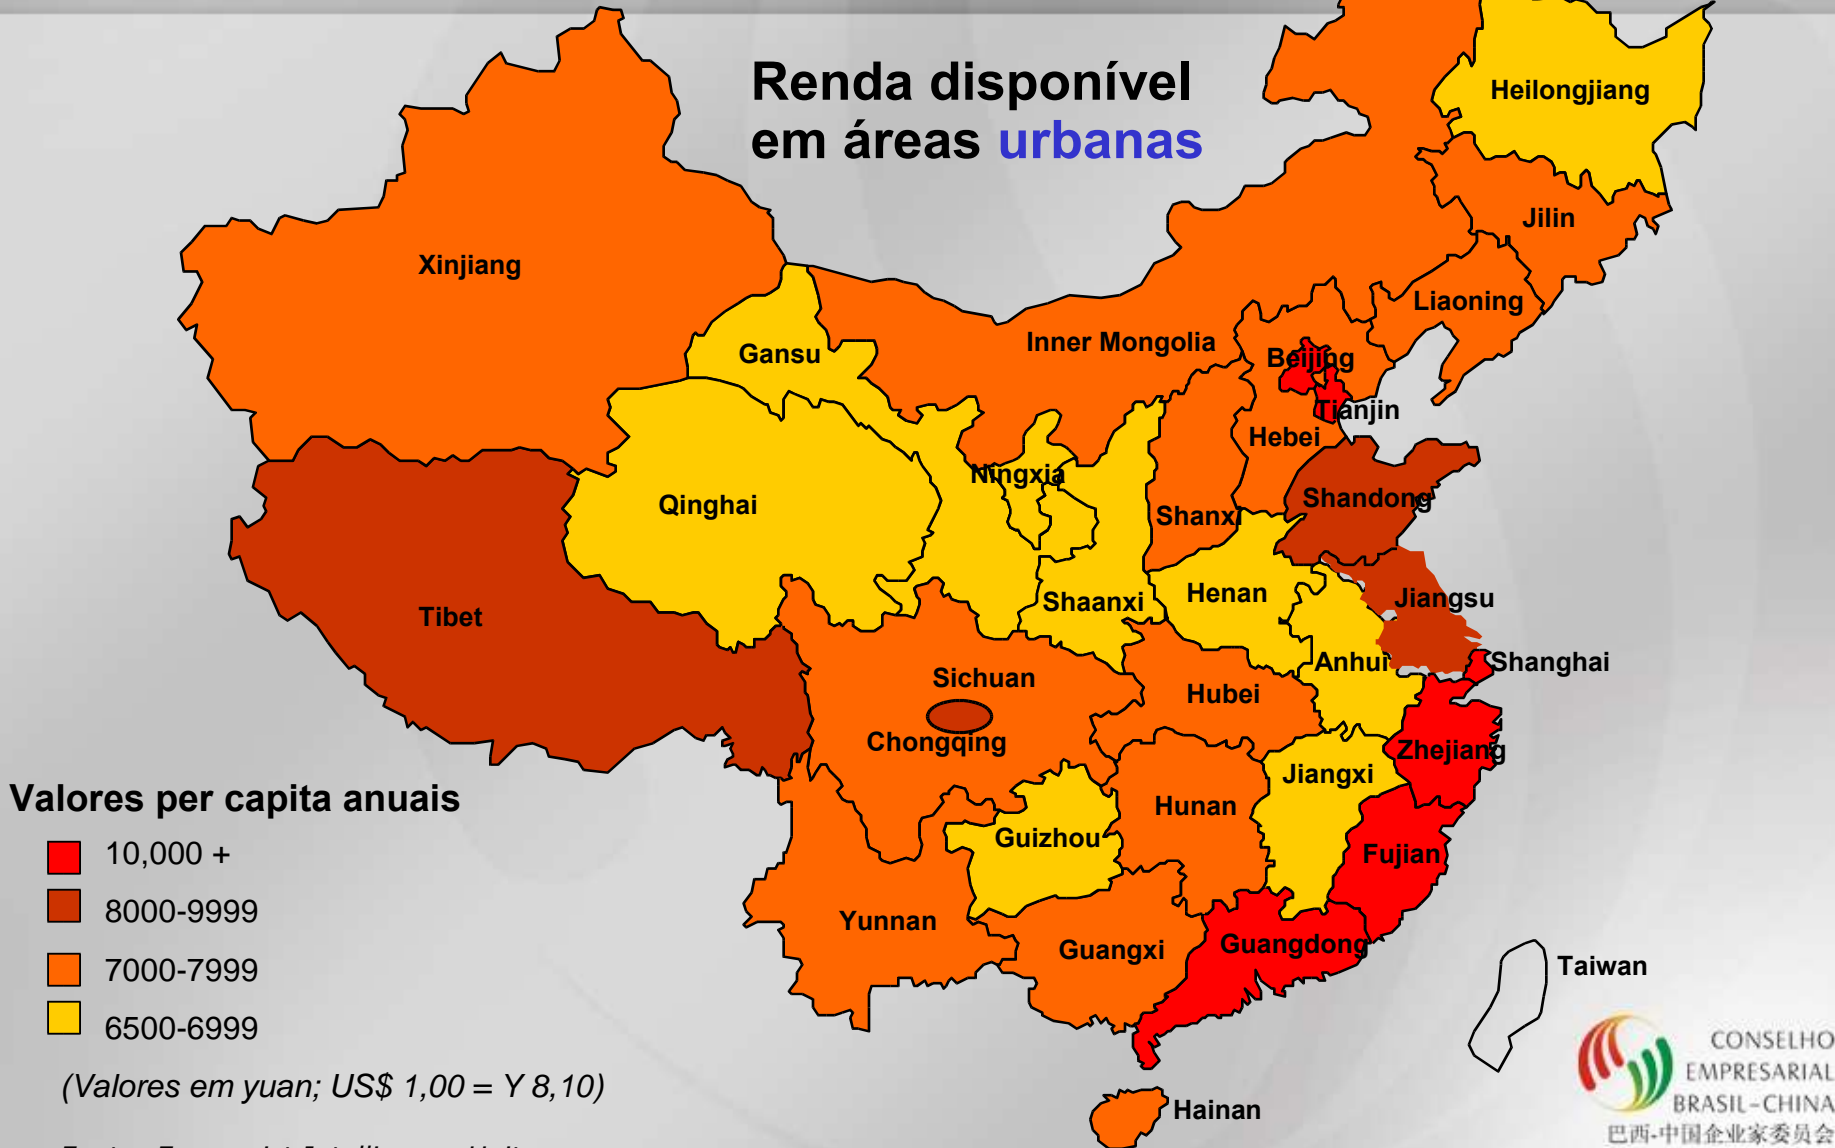 Renda disponível
em áreas urbanas
Heilongjiang
Jilin
Xinjiang
Liaoning
Inner Mongolia
Gansu
Beijing
Tianjin
Hebei
Ningxia
Qinghai
Shandong
Shanxi
Henan
Shaanxi
Jiangsu
Tibet
Anhui
Shanghai
Sichuan
Hubei
Chongqing
Zhejiang
Jiangxi
Valores per capita anuais
Hunan
Guizhou
10,000 +
Fujian
8000-9999
Yunnan
Guangxi
Guangdong
Taiwan
7000-7999
6500-6999
(Valores em yuan; US$ 1,00 = Y 8,10)
Hainan
CONSELHO
EMPRESARIAL
BRASIL-CHINA
巴西-中国企业家委员会